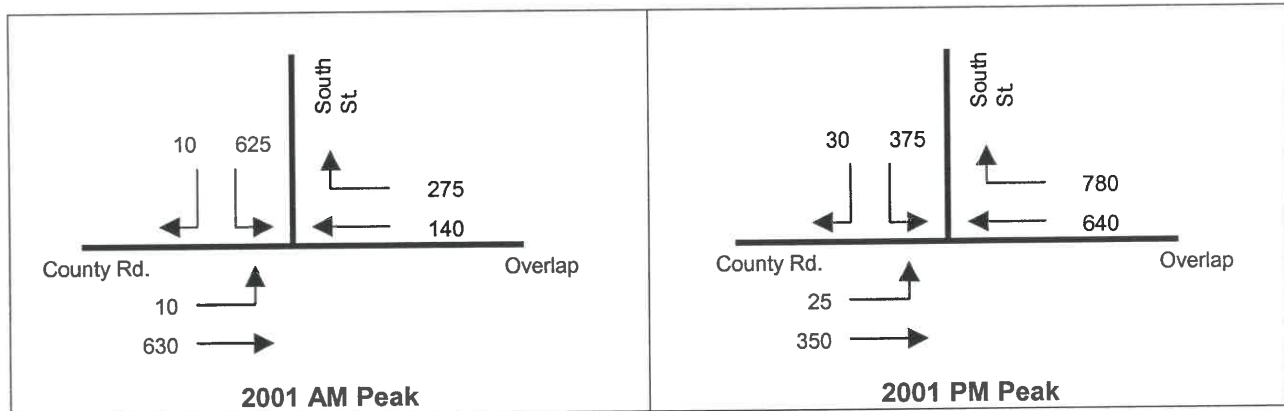 South
St.
10 625
275
140
County Rd.
Overlap
10
630
2001 AM Peak
South
St.
30 375
780
640
County Rd.
Overlap
25
350
2001 PM Peak